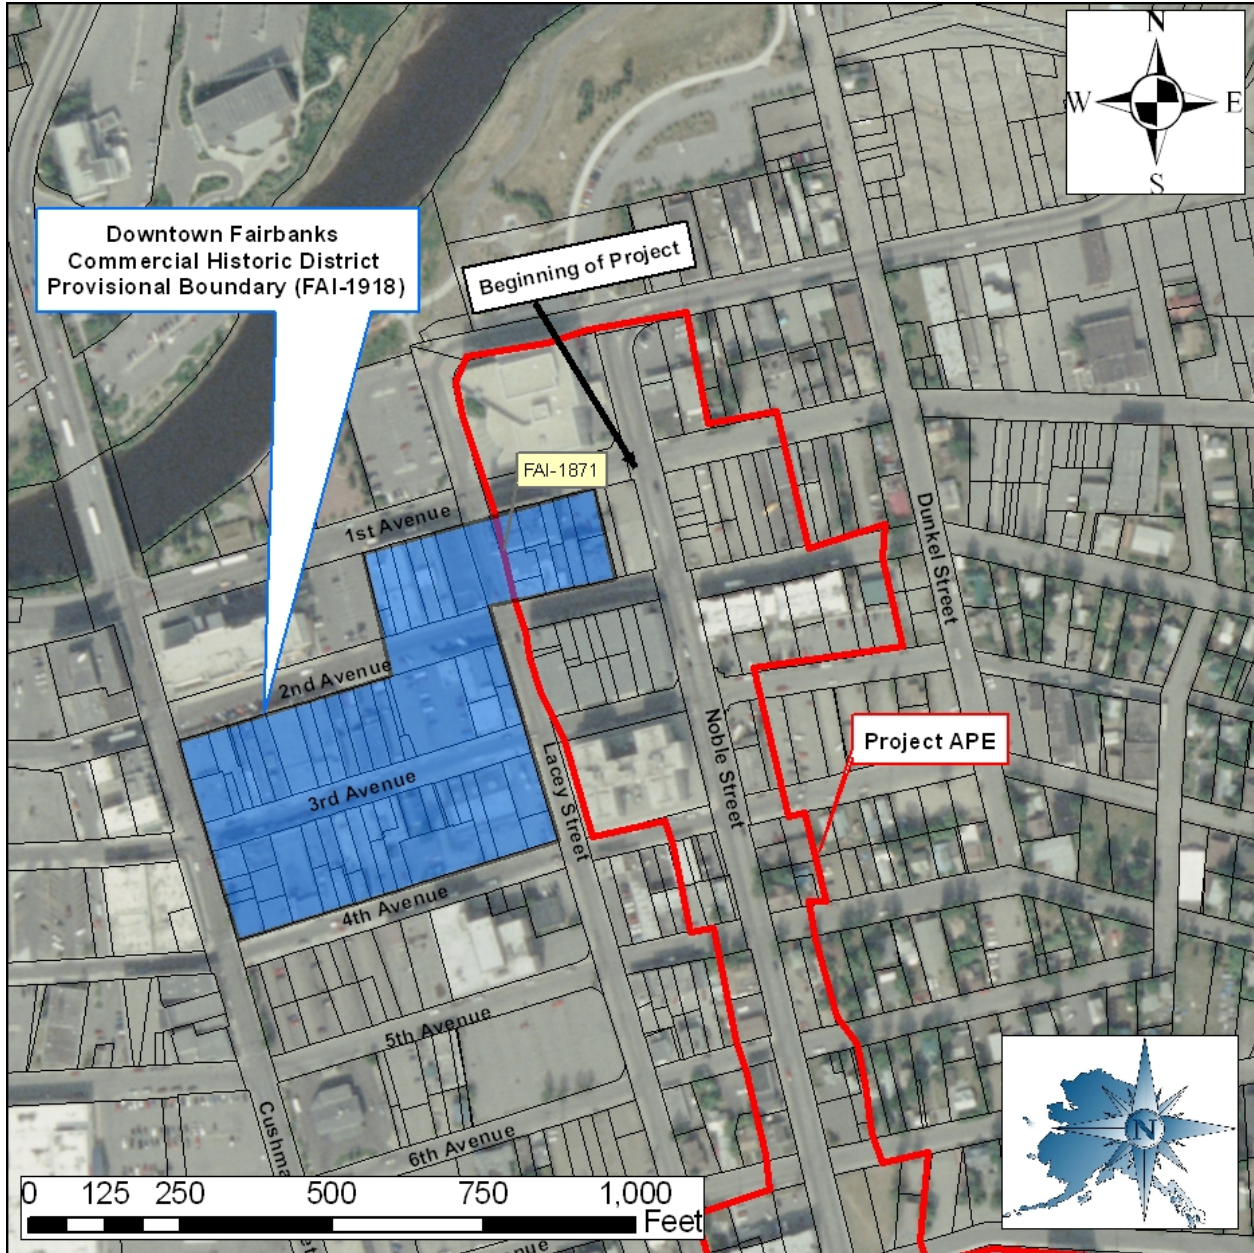 N
W
E
S
Downtown Fairbanks
Commercial Historic District
Provisional Boundary (FAI-1918)
Beginning of Project
FAI-1871
1st Avenue
Dunkel Street
2nd Avenue
Noble Street
Project APE
Lacey Street
3rd Avenue
4th Avenue
5th Avenue
6th Avenue
N
0 125 250 500 750 1,000
Feet